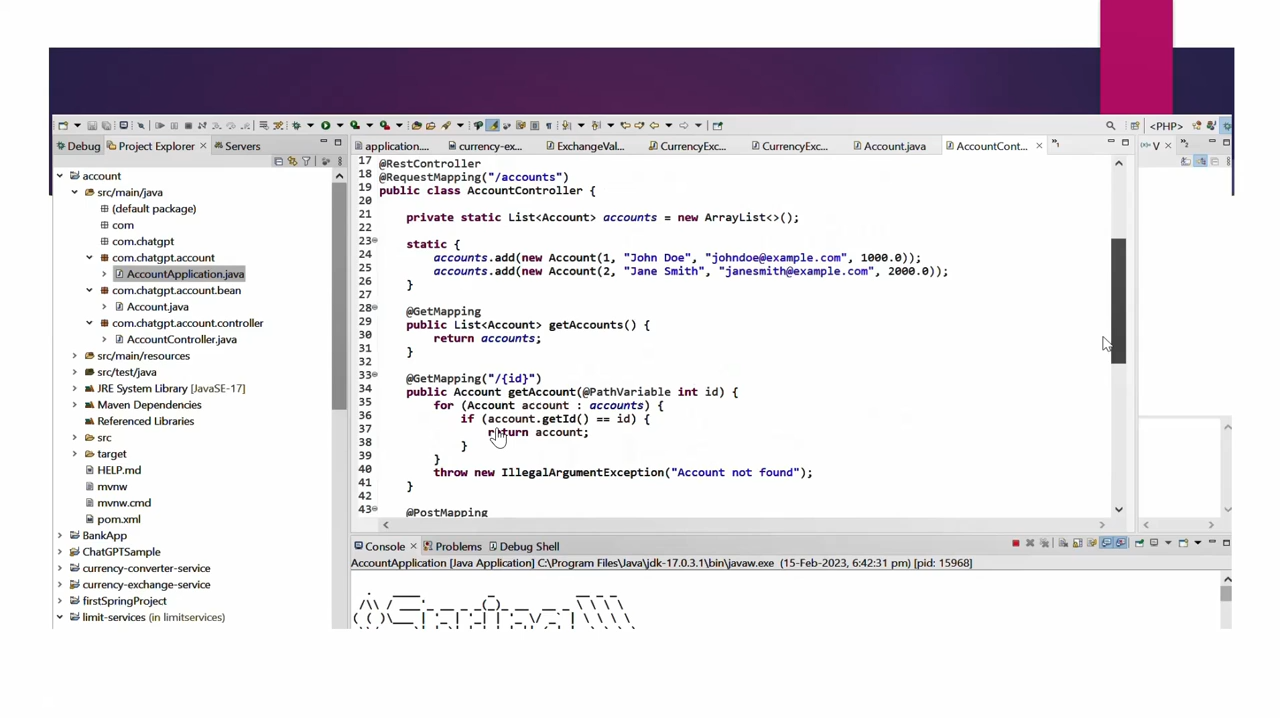 <PHP>
Debug Project Explorer Servers
application.... currency-ex... ExchangeVal... CurrencyExc... CurrencyExc... Account.java AccountCont... "1 V "2
account
src/main/java
(default package)
com
com.chatgpt
com.chatgpt.account
AccountApplication.java
com.chatgpt.account.bean
Account.java
com.chatgpt.account.controller
AccountController.java
src/main/resources
src/test/java
JRE System Library [JavaSE-17]
Maven Dependencies
Referenced Libraries
src
target
HELP.md
mvnw
mvnw.cmd
pom.xml
BankApp
ChatGPTSample
currency-converter-service
currency-exchange-service
firstSpringProject
limit-services (in limitservices)
17 @RestController
18 @RequestMapping("/accounts")
19 public class AccountController {
20
21 private static List<Account> accounts = new ArrayList<>();
22
23 static {
24 accounts.add(new Account(1, "John Doe", "johndoe@example.com", 1000.0));
25 accounts.add(new Account(2, "Jane Smith", "janesmith@example.com", 2000.0));
26 }
27
28 @GetMapping
29 public List<Account> getAccounts() {
30 return accounts;
31 }
32
33 @GetMapping("/{id}")
34 public Account getAccount(@PathVariable int id) {
35 for (Account account : accounts) {
36 if (account.getId() == id) {
37 return account;
38 }
39 }
40 throw new IllegalArgumentException("Account not found");
41 }
42
43 @PostMapping
Console Problems Debug Shell
AccountApplication [Java Application] C:\Program Files\Java\jdk-17.0.3.1\bin\javaw.exe (15-Feb-2023, 6:42:31 pm) [pid: 15968]